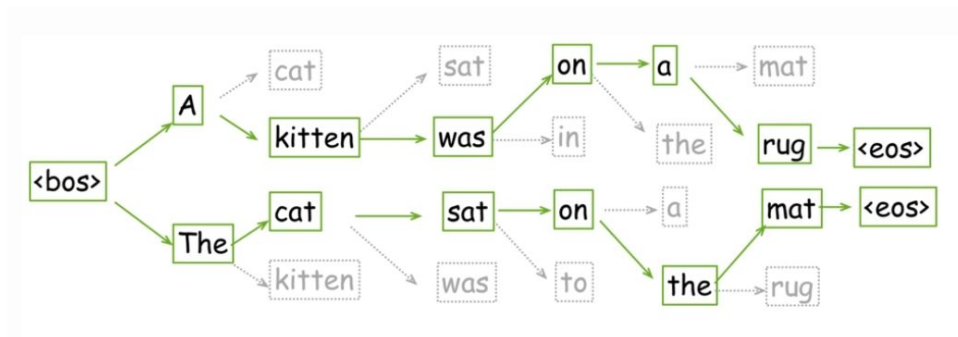 cat sat on a mat
A
kitten was in the rug <eos>
<bos>
cat sat on a mat <eos>
The
kitten was to the rug